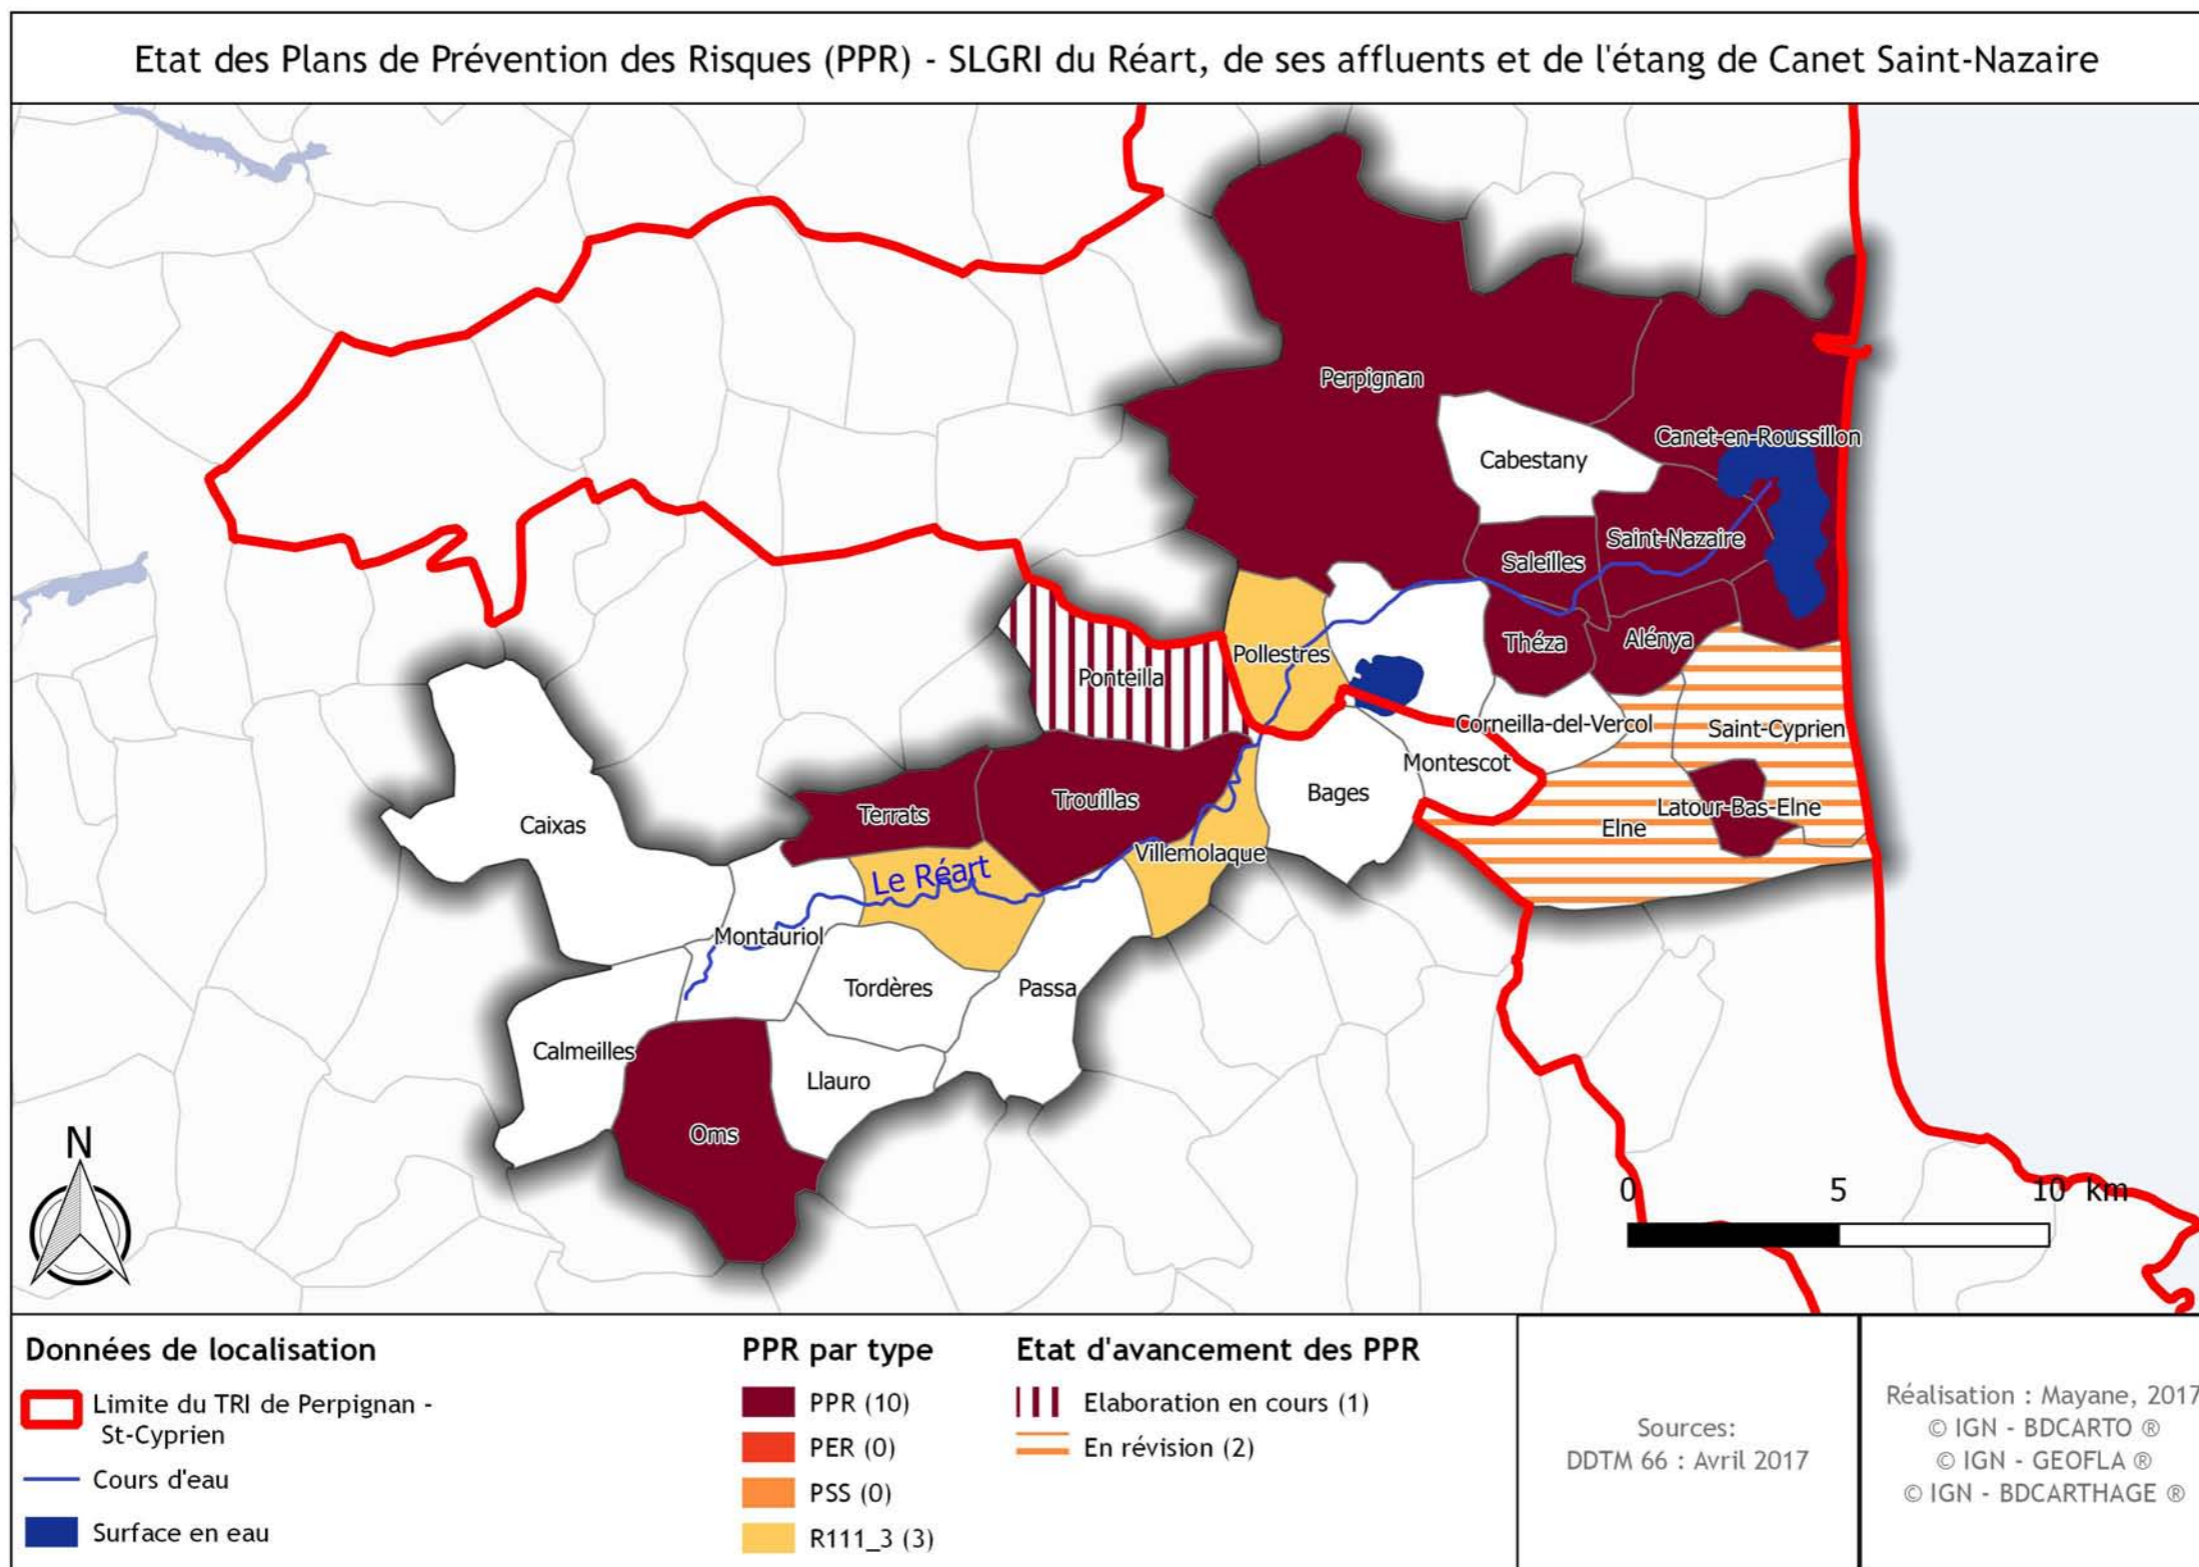 Etat des Plans de Prévention des Risques (PPR) - SLGRI du Réart, de ses affluents et de l'étang de Canet Saint-Nazaire
Perpignan
Canet-en-Roussillon
Cabestany
Saint-Nazaire
Saleilles
Théza
Alénya
Pollestres
Ponteilla
Corneilla-del-Vercol
Saint-Cyprien
Montescot
Bages
Latour-Bas-Elne
Elne
Trouillas
Terrats
Caixas
Villemolaque
Le Réart
Montauriol
Tordères
Passa
Calmeilles
Llauro
Oms
N
0 5 10 km
Données de localisation
Limite du TRI de Perpignan -
St-Cyprien
Cours d'eau
Surface en eau
PPR par type
PPR (10)
PER (0)
PSS (0)
R111_3 (3)
Etat d'avancement des PPR
Elaboration en cours (1)
En révision (2)
Sources:
DDTM 66 : Avril 2017
Réalisation : Mayane, 2017
© IGN - BDCARTO ®
© IGN - GEOFLA ®
© IGN - BDCARTHAGE ®